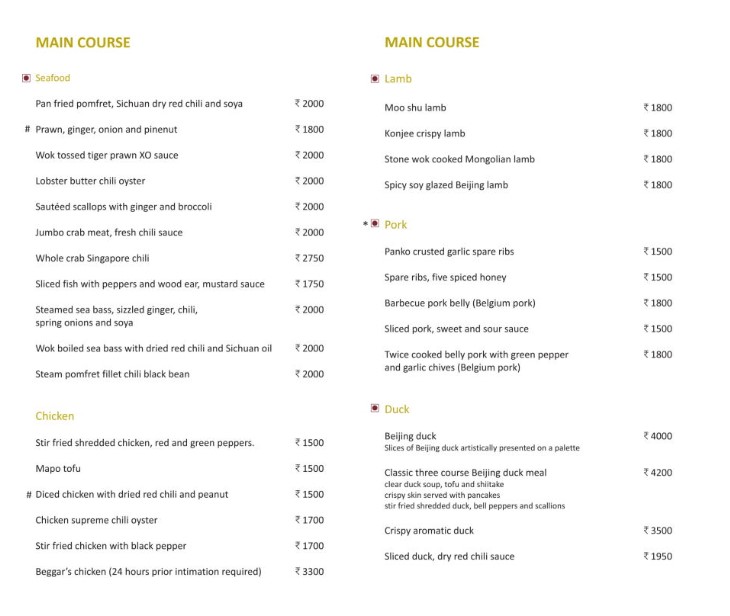 MAIN COURSE
Seafood
Pan fried pomfret, Sichuan dry red chili and soya ₹ 2000
# Prawn, ginger, onion and pinenut ₹ 1800
Wok tossed tiger prawn XO sauce ₹ 2000
Lobster butter chili oyster ₹ 2000
Sautéed scallops with ginger and broccoli ₹ 2000
Jumbo crab meat, fresh chili sauce ₹ 2000
Whole crab Singapore chili ₹ 2750
Sliced fish with peppers and wood ear, mustard sauce ₹ 1750
Steamed sea bass, sizzled ginger, chili, ₹ 2000
spring onions and soya
Wok boiled sea bass with dried red chili and Sichuan oil ₹ 2000
Steam pomfret fillet chili black bean ₹ 2000
Chicken
Stir fried shredded chicken, red and green peppers. ₹ 1500
Mapo tofu ₹ 1500
# Diced chicken with dried red chili and peanut ₹ 1500
Chicken supreme chili oyster ₹ 1700
Stir fried chicken with black pepper ₹ 1700
Beggar's chicken (24 hours prior intimation required) ₹ 3300
MAIN COURSE
Lamb
Moo shu lamb ₹ 1800
Konjee crispy lamb ₹ 1800
Stone wok cooked Mongolian lamb ₹ 1800
Spicy soy glazed Beijing lamb ₹ 1800
* Pork
Panko crusted garlic spare ribs ₹ 1500
Spare ribs, five spiced honey ₹ 1500
Barbecue pork belly (Belgium pork) ₹ 1800
Sliced pork, sweet and sour sauce ₹ 1500
Twice cooked belly pork with green pepper ₹ 1800
and garlic chives (Belgium pork)
Duck
Beijing duck ₹ 4000
Slices of Beijing duck artistically presented on a palette
Classic three course Beijing duck meal ₹ 4200
clear duck soup, tofu and shiitake
crispy skin served with pancakes
stir fried shredded duck, bell peppers and scallions
Crispy aromatic duck ₹ 3500
Sliced duck, dry red chili sauce ₹ 1950